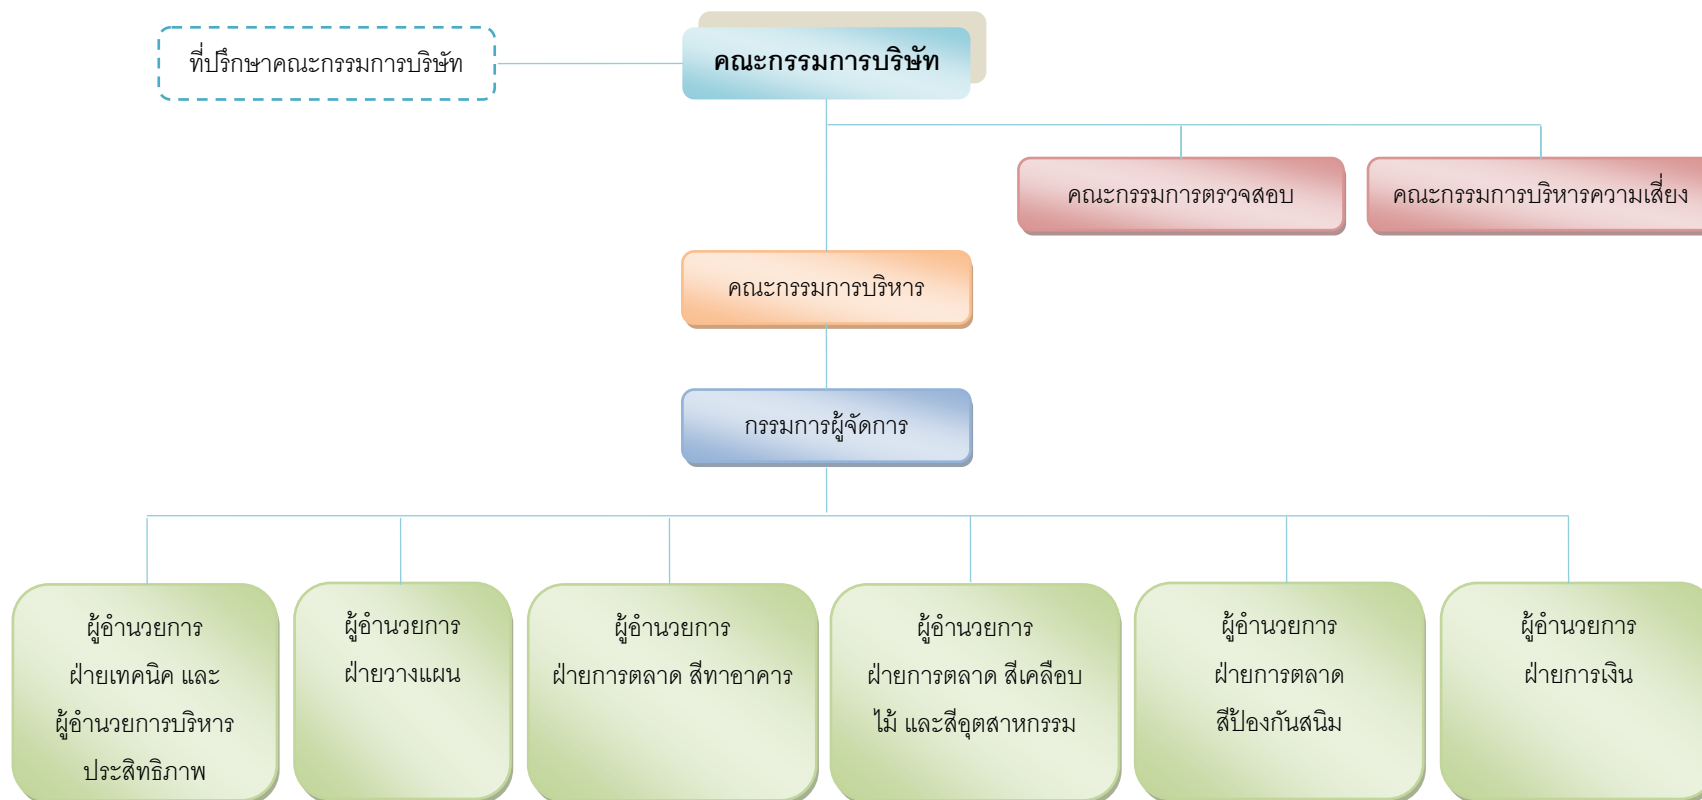 ที่ปรึกษาคณะกรรมการบริษัท
คณะกรรมการบริษัท
คณะกรรมการตรวจสอบ
คณะกรรมการบริหารความเสี่ยง
คณะกรรมการบริหาร
กรรมการผู้จัดการ
ผู้อำนวยการ
ฝ่ายเทคนิค และ
ผู้อำนวยการบริหาร
ประสิทธิภาพ
ผู้อำนวยการ
ฝ่ายวางแผน
ผู้อำนวยการ
ฝ่ายการตลาด สีทาอาคาร
ผู้อำนวยการ
ฝ่ายการตลาด สีเคลือบ
ไม้ และสีอุตสาหกรรม
ผู้อำนวยการ
ฝ่ายการตลาด
สีป้องกันสนิม
ผู้อำนวยการ
ฝ่ายการเงิน